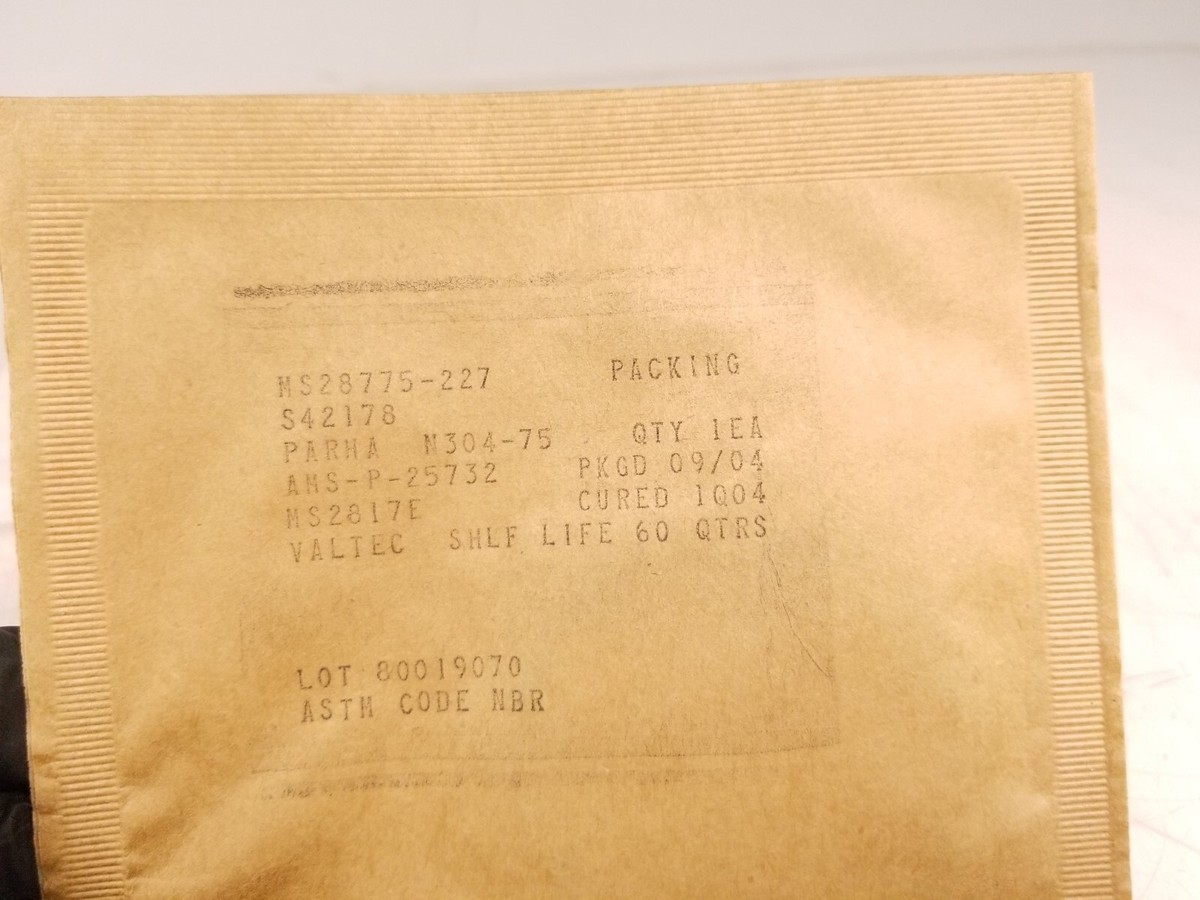 MS28775-227 PACKING
S42178
PARHA N304-75 QTY 1EA
AMS-P-25732 PKGD 09/04
MS2817E CURED 1Q04
VALTEC SHLF LIFE 60 QTRS
LOT 80019070
ASTM CODE NBR